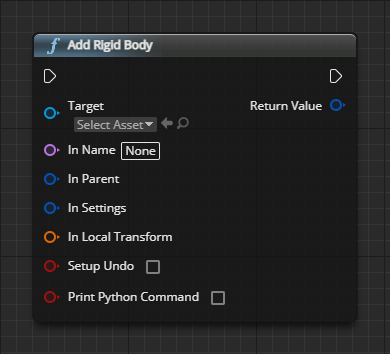 f Add Rigid Body
Target Return Value
Select Asset
In Name None
In Parent
In Settings
In Local Transform
Setup Undo
Print Python Command